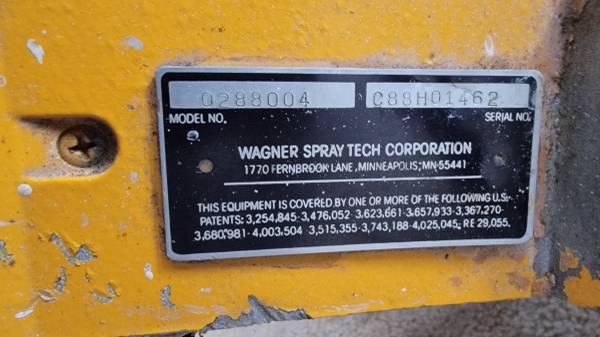 0288004 C88H01462
MODEL NO. SERIAL NO.
WAGNER SPRAY TECH CORPORATION
1770 FERNBROOK LANE, MINNEAPOLIS, MN 55441
THIS EQUIPMENT IS COVERED BY ONE OR MORE OF THE FOLLOWING U.S.
PATENTS: 3,254,845 · 3,476,052 · 3,623,661 · 3,657,933 · 3,367,270 ·
3,680,981 · 4,003,504 · 3,515,355 · 3,743,188 · 4,025,045, RE 29,055.